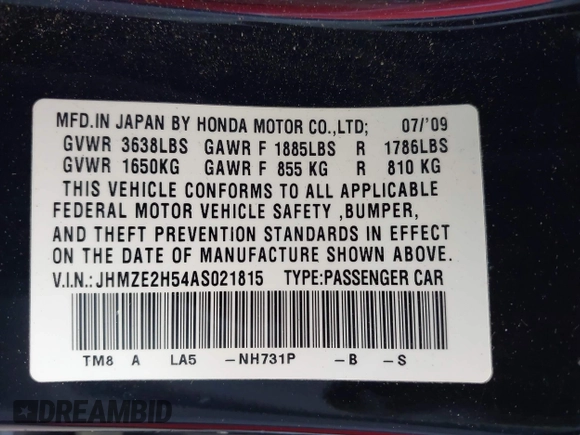 MFD.IN JAPAN BY HONDA MOTOR CO.,LTD; 07/'09
GVWR 3638LBS GAWR F 1885LBS R 1786LBS
GVWR 1650KG GAWR F 855 KG R 810 KG
THIS VEHICLE CONFORMS TO ALL APPLICABLE
FEDERAL MOTOR VEHICLE SAFETY ,BUMPER,
AND THEFT PREVENTION STANDARDS IN EFFECT
ON THE DATE OF MANUFACTURE SHOWN ABOVE.
V.I.N.:JHMZE2H54AS021815 TYPE:PASSENGER CAR
TM8 A LA5 -NH731P -B -S
DREAMBID